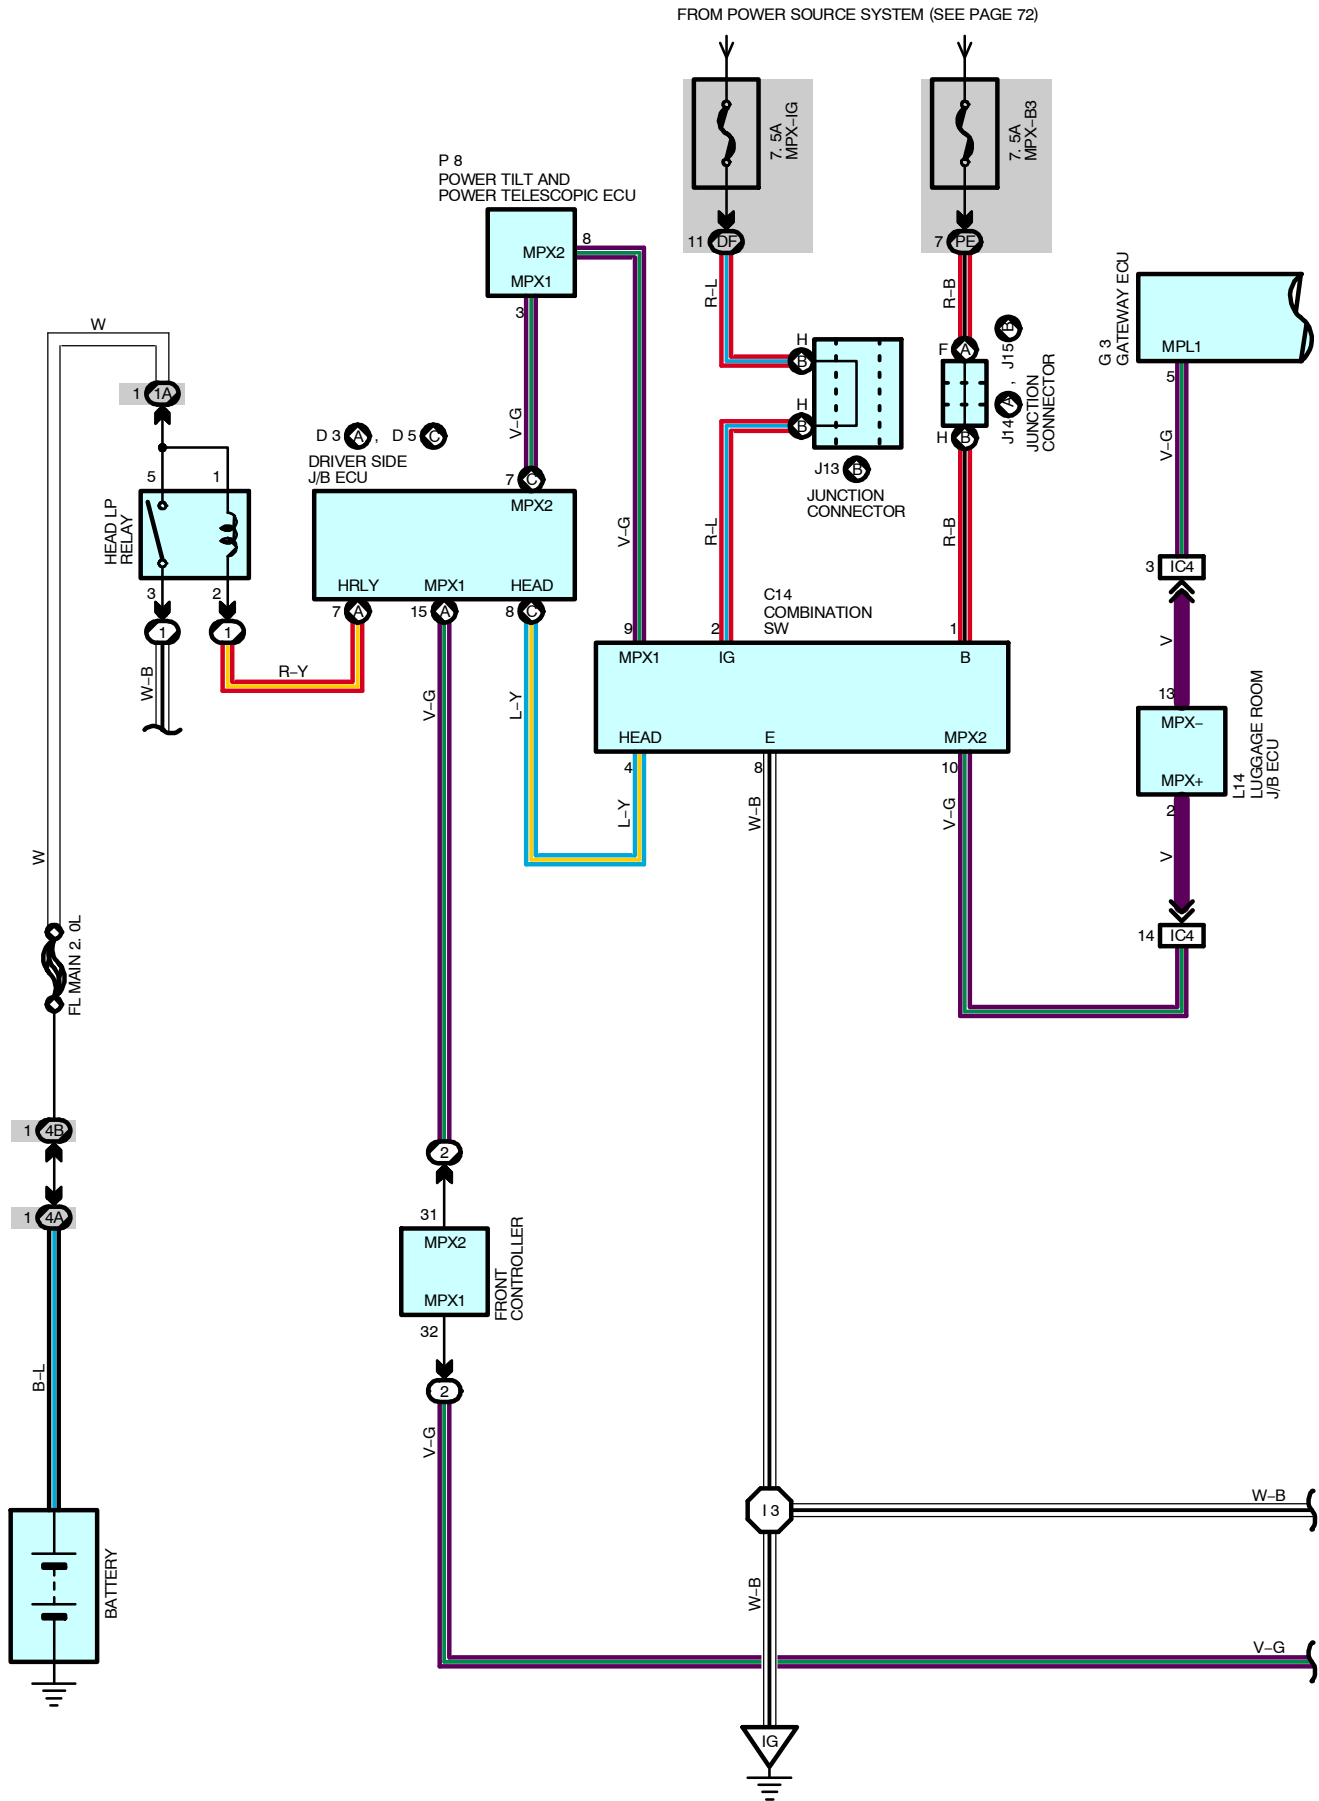 FROM POWER SOURCE SYSTEM (SEE PAGE 72)
7. 5A
MPX-IG
7. 5A
MPX-B3
11 DF
7 PE
P 8
POWER TILT AND
POWER TELESCOPIC ECU
MPX2
8
MPX1
3
V-G
R-L
R-B
G 3
GATEWAY ECU
MPL1
5
V-G
W
1 1A
5
1
HEAD LP
RELAY
3
2
1
1
W-B
R-Y
D 3 A , D 5 C
DRIVER SIDE
J/B ECU
7 C
MPX2
HRLY
MPX1
HEAD
7 A
15 A
8 C
V-G
L-Y
V-G
H
B
H
B
J13 B
JUNCTION
CONNECTOR
F A
H B
J14 A , J15 B
JUNCTION
CONNECTOR
R-L
R-B
C14
COMBINATION
SW
9
2
1
MPX1
IG
B
HEAD
E
MPX2
4
8
10
L-Y
W-B
V-G
3 IC4
V
13
MPX-
MPX+
2
L14
LUGGAGE ROOM
J/B ECU
V
14 IC4
W
FL MAIN 2. 0L
1 4B
1 4A
B-L
BATTERY
2
31
MPX2
MPX1
32
FRONT
CONTROLLER
2
V-G
I 3
W-B
W-B
V-G
IG